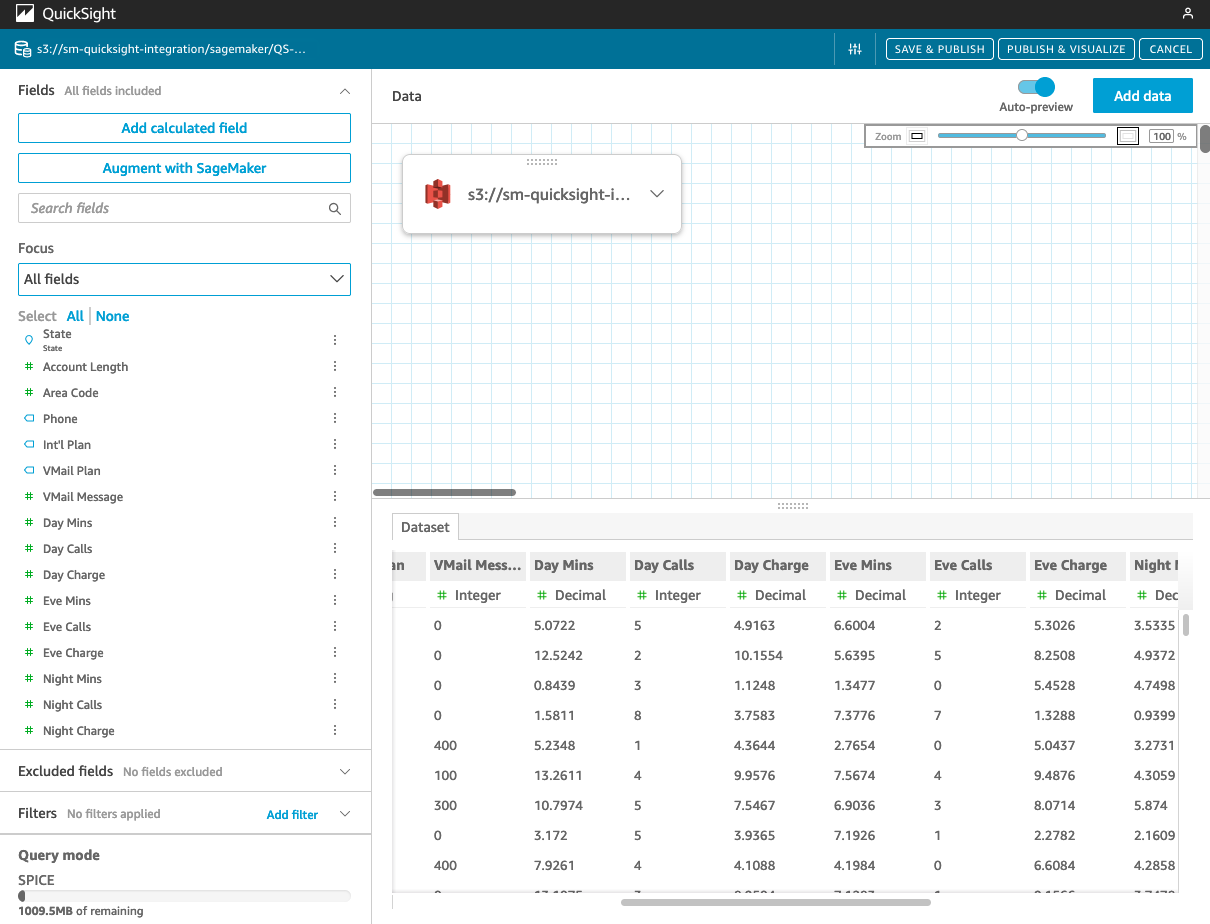 QuickSight
s3://sm-quicksight-integration/sagemaker/QS-...
SAVE & PUBLISH
PUBLISH & VISUALIZE
CANCEL
Fields All fields included
Add calculated field
Augment with SageMaker
Search fields
Focus
All fields
Select All | None
State
State
Account Length
Area Code
Phone
Int'l Plan
VMail Plan
VMail Message
Day Mins
Day Calls
Day Charge
Eve Mins
Eve Calls
Eve Charge
Night Mins
Night Calls
Night Charge
Excluded fields No fields excluded
Filters No filters applied Add filter
Query mode
SPICE
1009.5MB of remaining
Data
Auto-preview
Add data
Zoom 100 %
s3://sm-quicksight-i...
Dataset
an VMail Mess... Day Mins Day Calls Day Charge Eve Mins Eve Calls Eve Charge Night
# Integer # Decimal # Integer # Decimal # Decimal # Integer # Decimal # Dec
0 5.0722 5 4.9163 6.6004 2 5.3026 3.5335
0 12.5242 2 10.1554 5.6395 5 8.2508 4.9372
0 0.8439 3 1.1248 1.3477 0 5.4528 4.7498
0 1.5811 8 3.7583 7.3776 7 1.3288 0.9399
400 5.2348 1 4.3644 2.7654 0 5.0437 3.2731
100 13.2611 4 9.9576 7.5674 4 9.4876 4.3059
300 10.7974 5 7.5467 6.9036 3 8.0714 5.874
0 3.172 5 3.9365 7.1926 1 2.2782 2.1609
400 7.9261 4 4.1088 4.1984 0 6.6084 4.2858